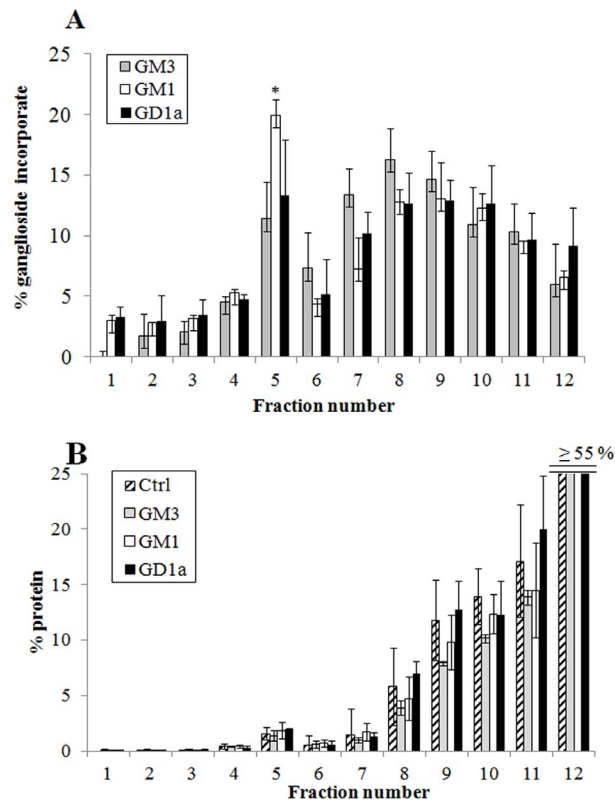 A
% ganglioside incorporate
25
20
15
10
5
0
GM3
GM1
GD1a
*
1 2 3 4 5 6 7 8 9 10 11 12
Fraction number
B
% protein
25
20
15
10
5
0
Ctrl
GM3
GM1
GD1a
≥ 55 %
1 2 3 4 5 6 7 8 9 10 11 12
Fraction number